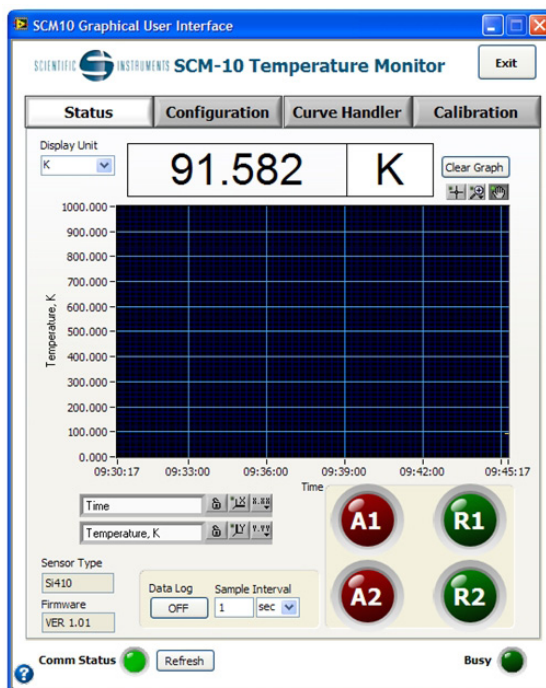 SCM10 Graphical User Interface
SCIENTIFIC INSTRUMENTS SCM-10 Temperature Monitor Exit
Status Configuration Curve Handler Calibration
Display Unit
K 91.582 K Clear Graph
1000.000
900.000
800.000
700.000
600.000
500.000
400.000
300.000
200.000
100.000
0.000
Temperature, K
09:30:17 09:33:00 09:36:00 09:39:00 09:42:00 09:45:17
Time
Time X X.XX
Temperature, K Y Y.YY
A1 R1
A2 R2
Sensor Type
Si410
Firmware
VER 1.01
Data Log Sample Interval
OFF 1 sec
Comm Status Refresh Busy
?